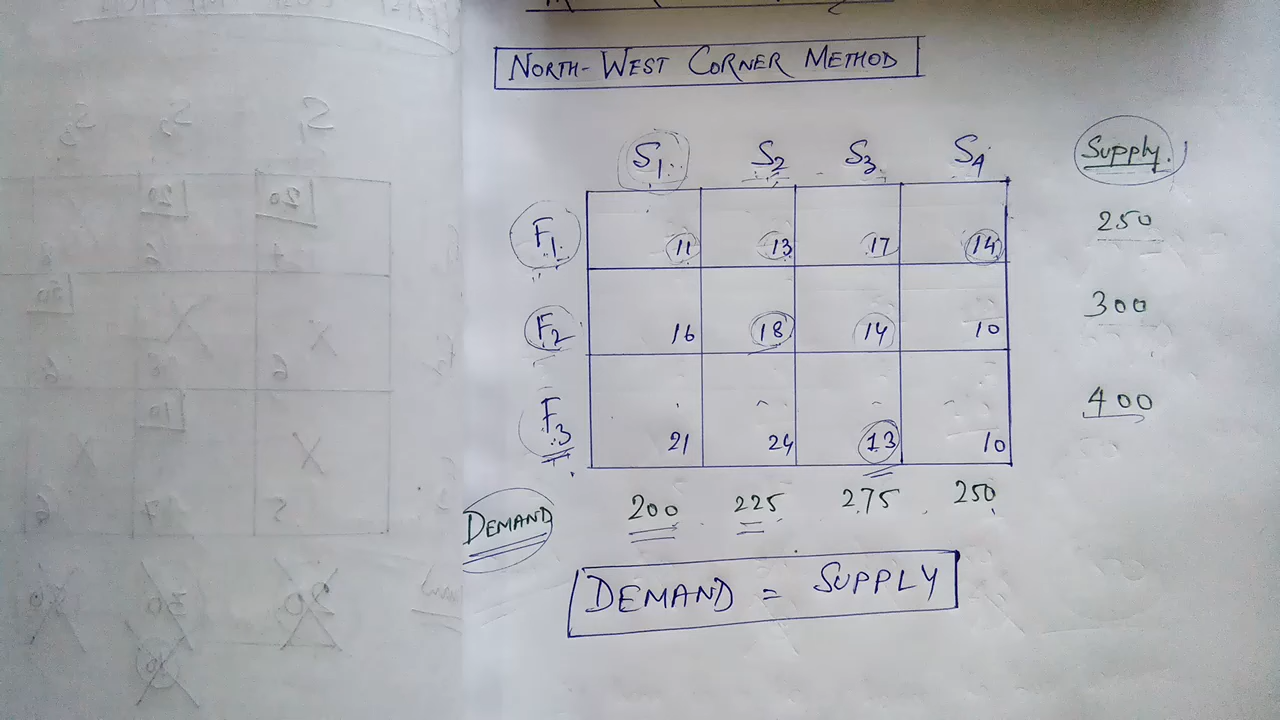 NORTH-WEST CORNER METHOD
S1 S2 S3 S4 Supply
F1 11 13 17 14 250
F2 16 18 14 10 300
F3 21 24 13 10 400
DEMAND 200 225 275 250
DEMAND = SUPPLY